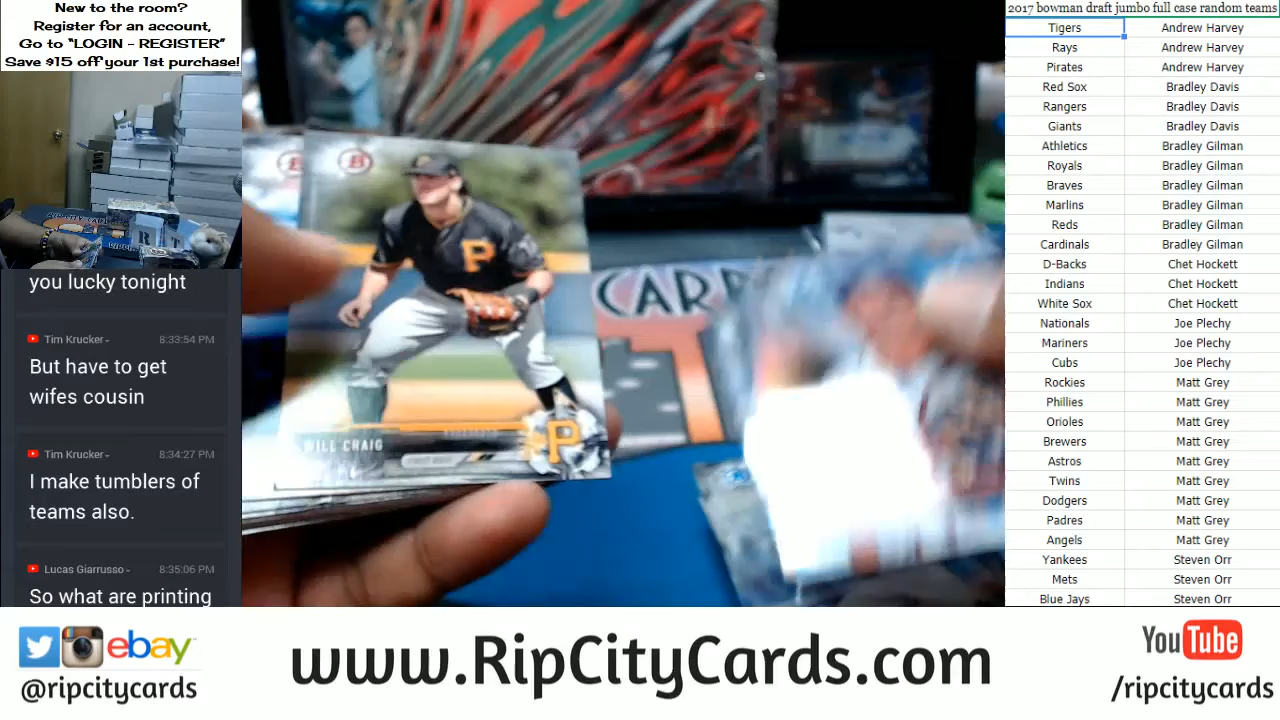 New to the room?
Register for an account,
Go to "LOGIN - REGISTER"
Save $15 off your 1st purchase!
you lucky tonight
Tim Krucker 8:33:54 PM
But have to get
wifes cousin
Tim Krucker 8:34:27 PM
I make tumblers of
teams also.
Lucas Giarrusso 8:35:06 PM
So what are printing
B
B
P
WILL CRAIG
P
CARD
RIP CITY CARDS
2017 bowman draft jumbo full case random teams
Tigers Andrew Harvey
Rays Andrew Harvey
Pirates Andrew Harvey
Red Sox Bradley Davis
Rangers Bradley Davis
Giants Bradley Davis
Athletics Bradley Gilman
Royals Bradley Gilman
Braves Bradley Gilman
Marlins Bradley Gilman
Reds Bradley Gilman
Cardinals Bradley Gilman
D-Backs Chet Hockett
Indians Chet Hockett
White Sox Chet Hockett
Nationals Joe Plechy
Mariners Joe Plechy
Cubs Joe Plechy
Rockies Matt Grey
Phillies Matt Grey
Orioles Matt Grey
Brewers Matt Grey
Astros Matt Grey
Twins Matt Grey
Dodgers Matt Grey
Padres Matt Grey
Angels Matt Grey
Yankees Steven Orr
Mets Steven Orr
Blue Jays Steven Orr
ebay
@ripcitycards
www.RipCityCards.com
YouTube
/ripcitycards